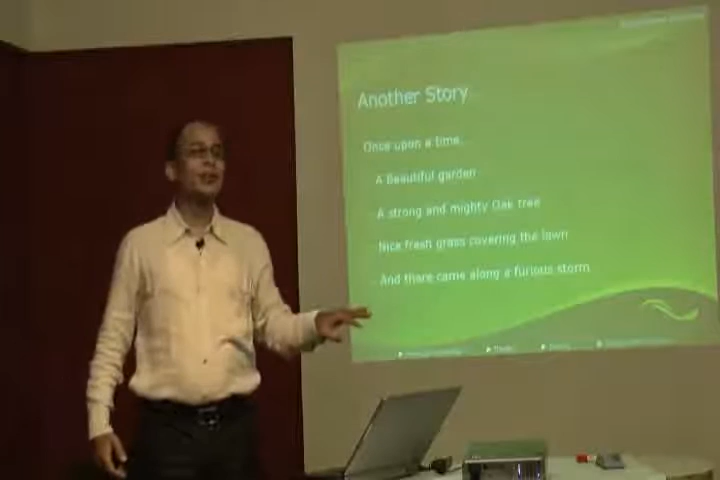 Another Story
Once upon a time..
A Beautiful garden
A strong and mighty Oak tree
Nice fresh grass covering the lawn
And there came along a furious storm